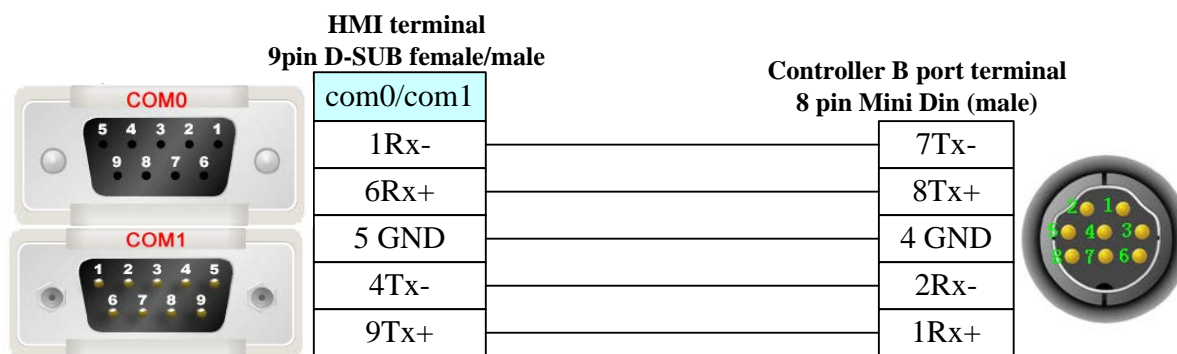 HMI terminal
9pin D-SUB female/male
Controller B port terminal
8 pin Mini Din (male)
COM0
5 4 3 2 1
9 8 7 6
COM1
1 2 3 4 5
6 7 8 9
com0/com1
1Rx-
7Tx-
6Rx+
8Tx+
5 GND
4 GND
4Tx-
2Rx-
9Tx+
1Rx+
2 1
5 4 3
8 7 6